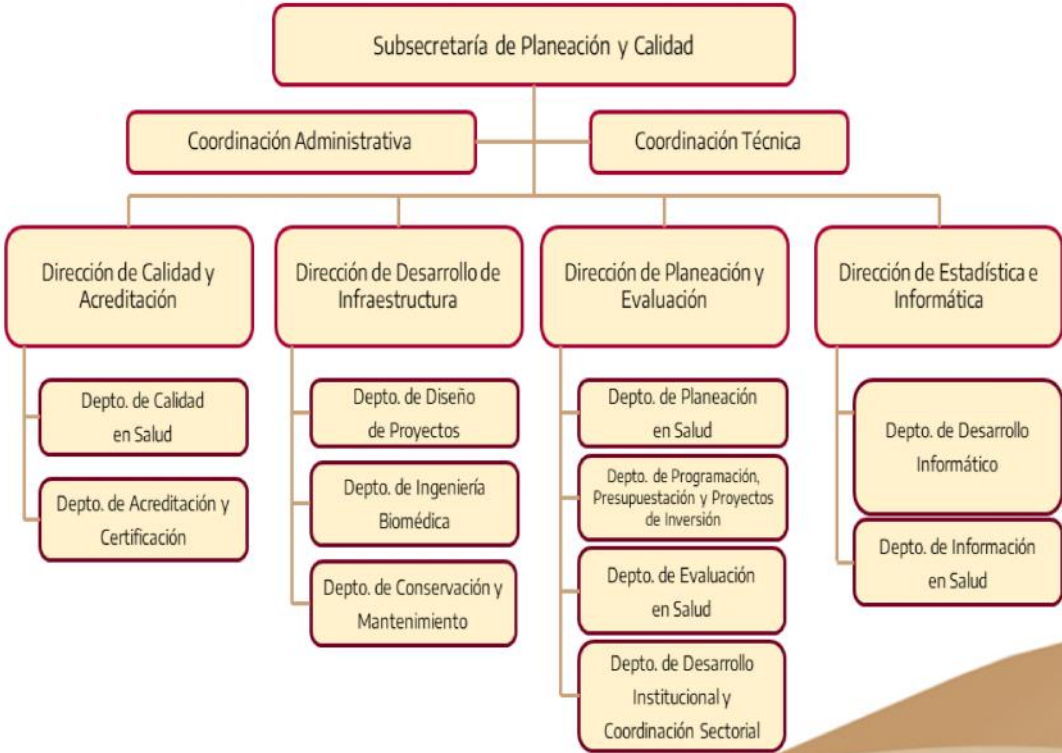 Subsecretaría de Planeación y Calidad
Coordinación Administrativa
Coordinación Técnica
Dirección de Calidad y
Acreditación
Dirección de Desarrollo de
Infraestructura
Dirección de Planeación y
Evaluación
Dirección de Estadística e
Informática
Depto. de Calidad
en Salud
Depto. de Acreditación y
Certificación
Depto. de Diseño
de Proyectos
Depto. de Ingeniería
Biomédica
Depto. de Conservación y
Mantenimiento
Depto. de Planeación
en Salud
Depto. de Programación,
Presupuestación y Proyectos
de Inversión
Depto. de Evaluación
en Salud
Depto. de Desarrollo
Institucional y
Coordinación Sectorial
Depto. de Desarrollo
Informático
Depto. de Información
en Salud